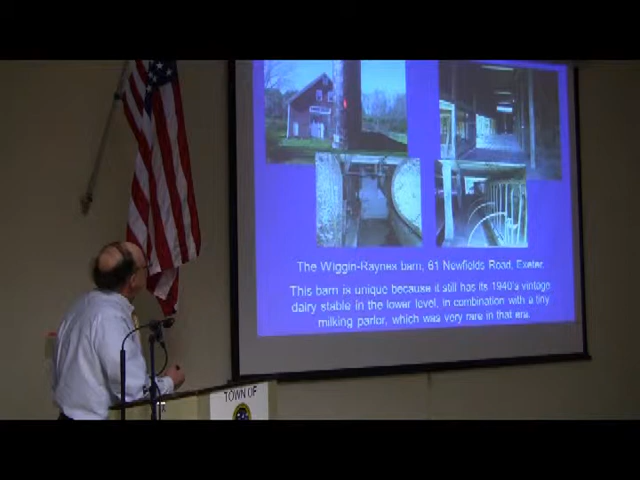 The Wiggin-Raynes barn, 61 Newfields Road, Exeter.
This barn is unique because it still has its 1940's vintage
dairy stable in the lower level, in combination with a tiny
milking parlor, which was very rare in that era.
TOWN OF